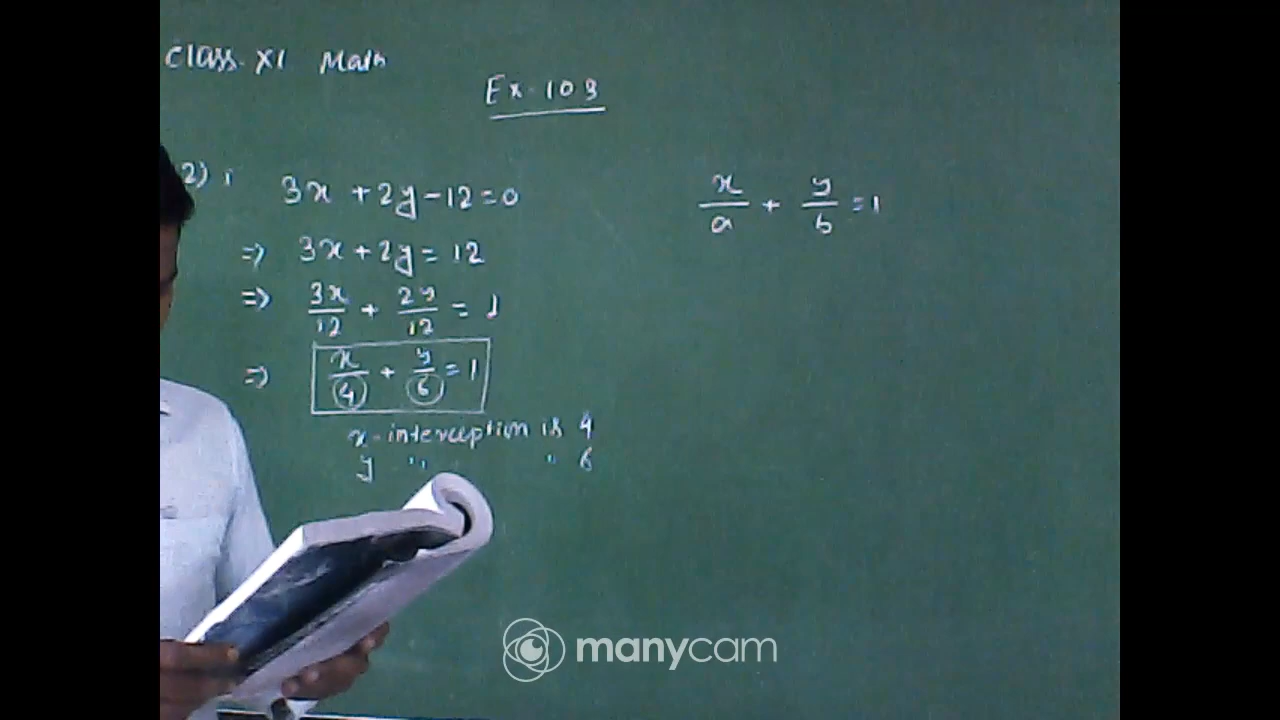 Class-XI Math
Ex-10.3
2) i 3x + 2y - 12 = 0
x/a + y/b = 1
=> 3x + 2y = 12
=> 3x/12 + 2y/12 = 1
=> x/4 + y/6 = 1
x-interception is 4
y " " 6
manycam